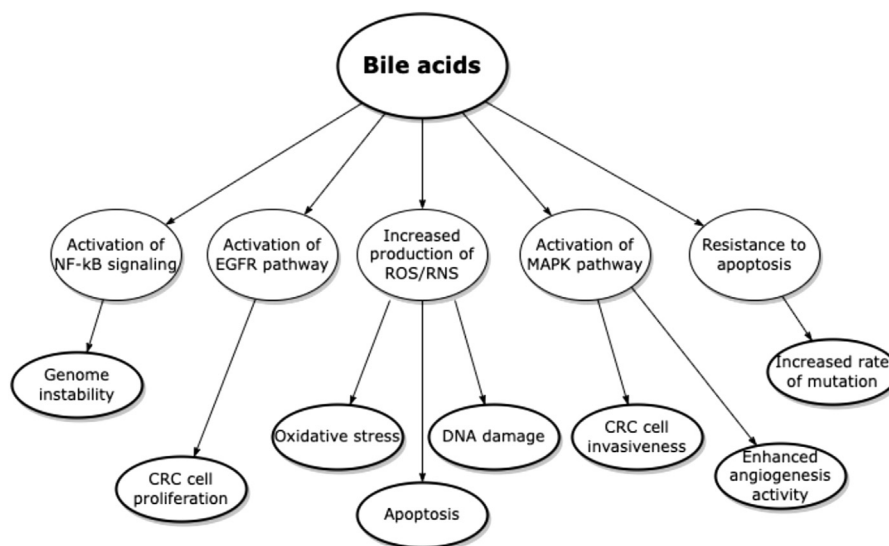 Bile acids
Activation of
NF-kB signaling
Activation of
EGFR pathway
Increased
production of
ROS/RNS
Activation of
MAPK pathway
Resistance to
apoptosis
Genome
instability
Increased rate
of mutation
Oxidative stress
DNA damage
CRC cell
invasiveness
CRC cell
proliferation
Enhanced
angiogenesis
activity
Apoptosis